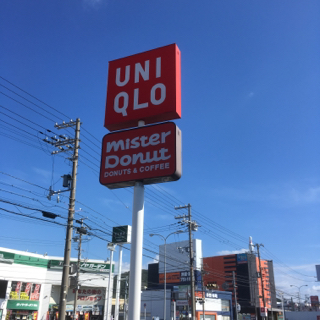 UNI
QLO
mister
Donut
DONUTS & COFFEE